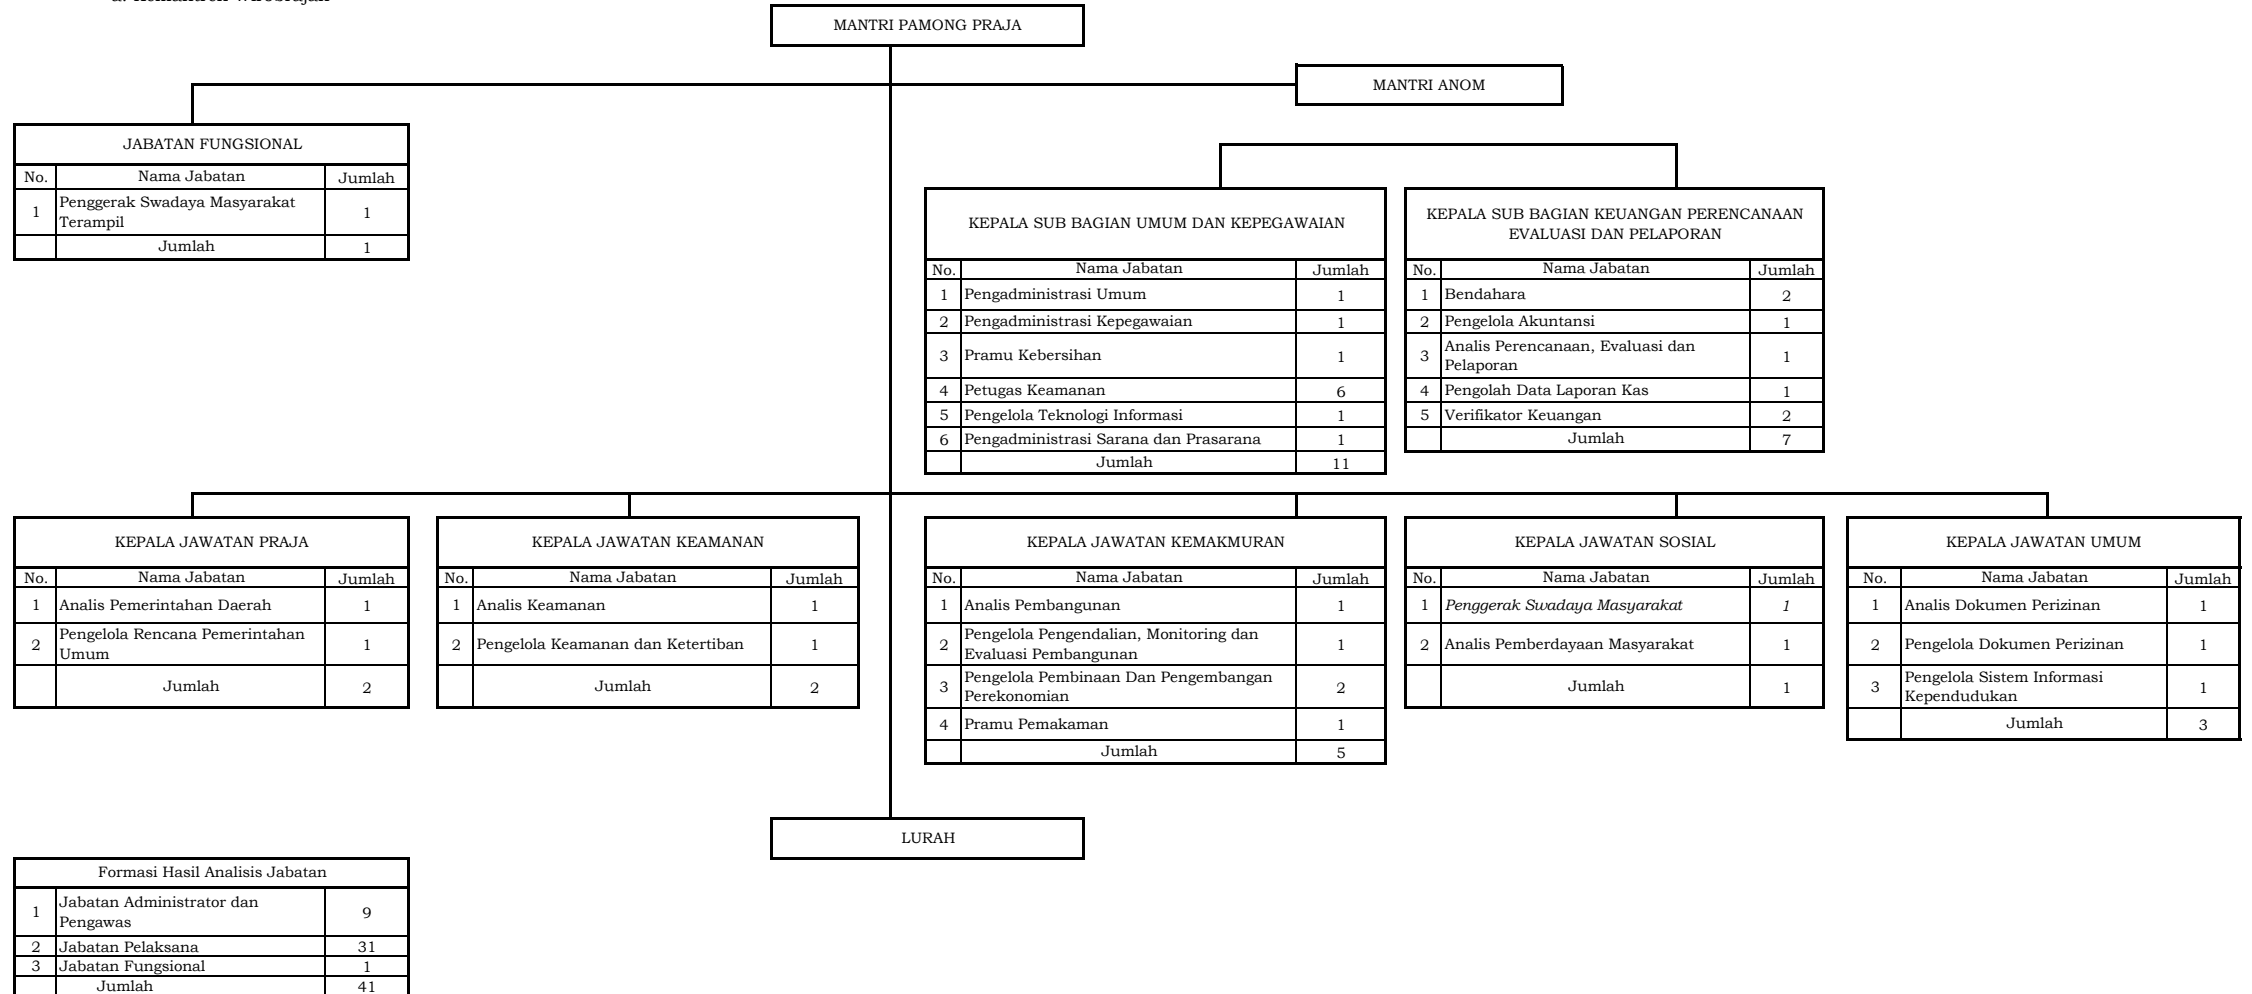 a. Kemantren Wirobrajan
MANTRI PAMONG PRAJA
MANTRI ANOM
JABATAN FUNGSIONAL
No. Nama Jabatan Jumlah
1 Penggerak Swadaya Masyarakat
Terampil 1
Jumlah 1
KEPALA SUB BAGIAN UMUM DAN KEPEGAWAIAN
No. Nama Jabatan Jumlah
1 Pengadministrasi Umum 1
2 Pengadministrasi Kepegawaian 1
3 Pramu Kebersihan 1
4 Petugas Keamanan 6
5 Pengelola Teknologi Informasi 1
6 Pengadministrasi Sarana dan Prasarana 1
Jumlah 11
KEPALA SUB BAGIAN KEUANGAN PERENCANAAN
EVALUASI DAN PELAPORAN
No. Nama Jabatan Jumlah
1 Bendahara 2
2 Pengelola Akuntansi 1
3 Analis Perencanaan, Evaluasi dan
Pelaporan 1
4 Pengolah Data Laporan Kas 1
5 Verifikator Keuangan 2
Jumlah 7
KEPALA JAWATAN PRAJA
No. Nama Jabatan Jumlah
1 Analis Pemerintahan Daerah 1
2 Pengelola Rencana Pemerintahan
Umum 1
Jumlah 2
KEPALA JAWATAN KEAMANAN
No. Nama Jabatan Jumlah
1 Analis Keamanan 1
2 Pengelola Keamanan dan Ketertiban 1
Jumlah 2
KEPALA JAWATAN KEMAKMURAN
No. Nama Jabatan Jumlah
1 Analis Pembangunan 1
2 Pengelola Pengendalian, Monitoring dan
Evaluasi Pembangunan 1
3 Pengelola Pembinaan Dan Pengembangan
Perekonomian 2
4 Pramu Pemakaman 1
Jumlah 5
KEPALA JAWATAN SOSIAL
No. Nama Jabatan Jumlah
1 Penggerak Swadaya Masyarakat 1
2 Analis Pemberdayaan Masyarakat 1
Jumlah 1
KEPALA JAWATAN UMUM
No. Nama Jabatan Jumlah
1 Analis Dokumen Perizinan 1
2 Pengelola Dokumen Perizinan 1
3 Pengelola Sistem Informasi
Kependudukan 1
Jumlah 3
LURAH
Formasi Hasil Analisis Jabatan
1 Jabatan Administrator dan
Pengawas 9
2 Jabatan Pelaksana 31
3 Jabatan Fungsional 1
Jumlah 41